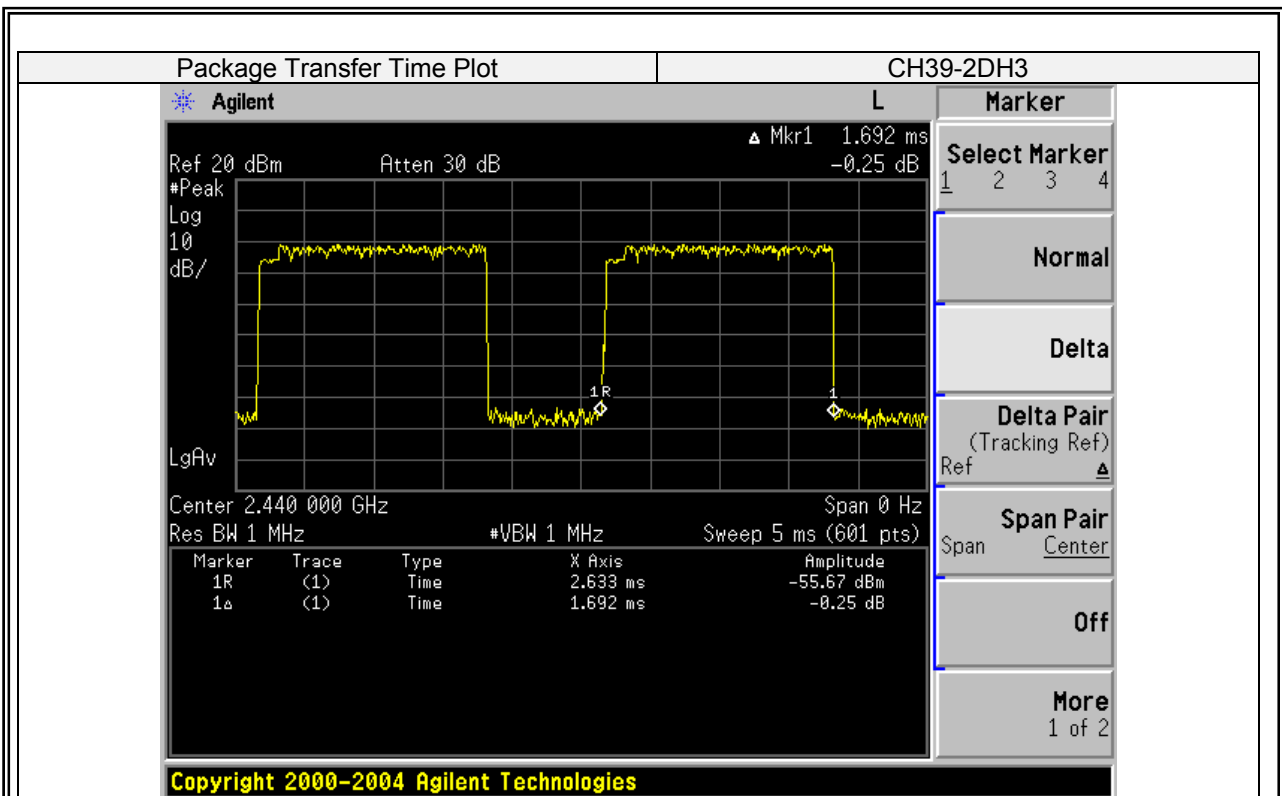 Package Transfer Time Plot CH39-2DH3
Agilent L Marker
Δ Mkr1 1.692 ms
Ref 20 dBm Atten 30 dB -0.25 dB
#Peak
Log
10
dB/
1R 1
LgAv
Center 2.440 000 GHz Span 0 Hz
Res BW 1 MHz #VBW 1 MHz Sweep 5 ms (601 pts)
Marker Trace Type X Axis Amplitude
1R (1) Time 2.633 ms -55.67 dBm
1Δ (1) Time 1.692 ms -0.25 dB
Select Marker
1 2 3 4
Normal
Delta
Delta Pair
(Tracking Ref)
Ref Δ
Span Pair
Span Center
Off
More
1 of 2
Copyright 2000-2004 Agilent Technologies